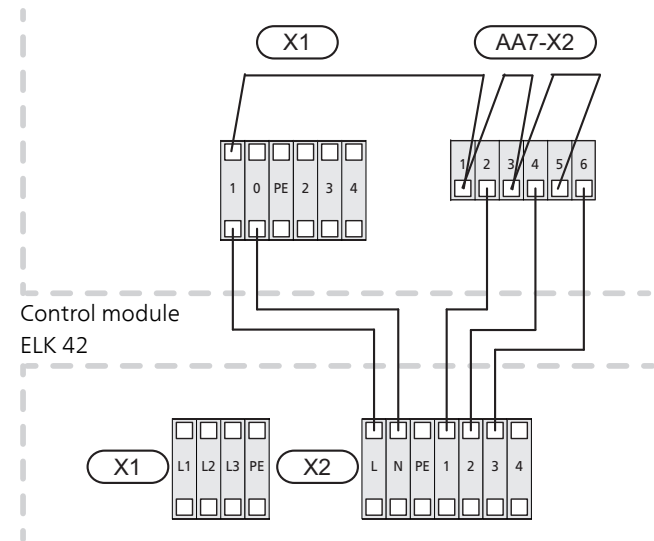 X1
AA7-X2
1 2 3 4 5 6
1 0 PE 2 3 4
Control module
ELK 42
X1
L1 L2 L3 PE
X2
L N PE 1 2 3 4